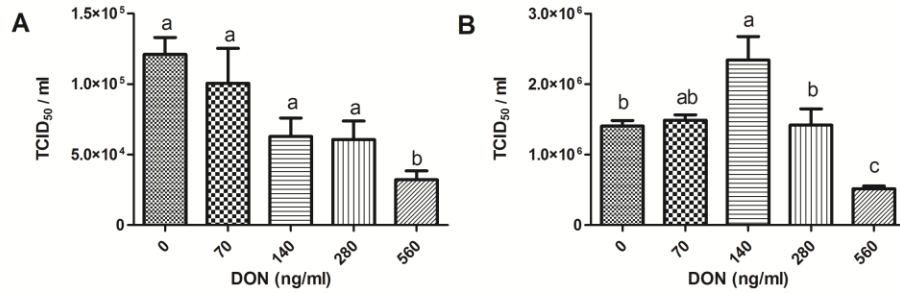 A
TCID50 / ml
1.5×10⁵
1.0×10⁵
5.0×10⁴
0
a
a
a
a
b
0
70
140
280
560
DON (ng/ml)
B
TCID50 / ml
3.0×10⁶
2.0×10⁶
1.0×10⁶
0
b
ab
a
b
c
0
70
140
280
560
DON (ng/ml)